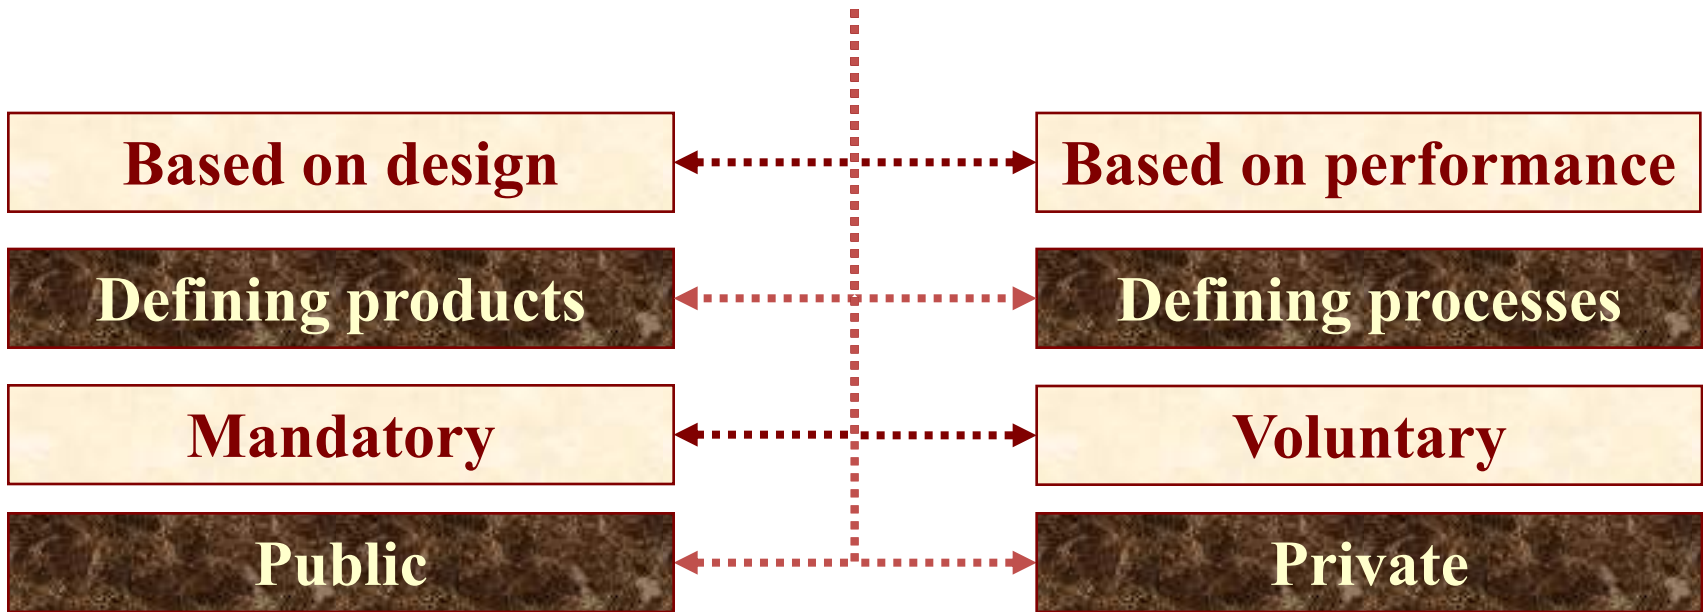 Based on design
Based on performance
Defining products
Defining processes
Mandatory
Voluntary
Public
Private